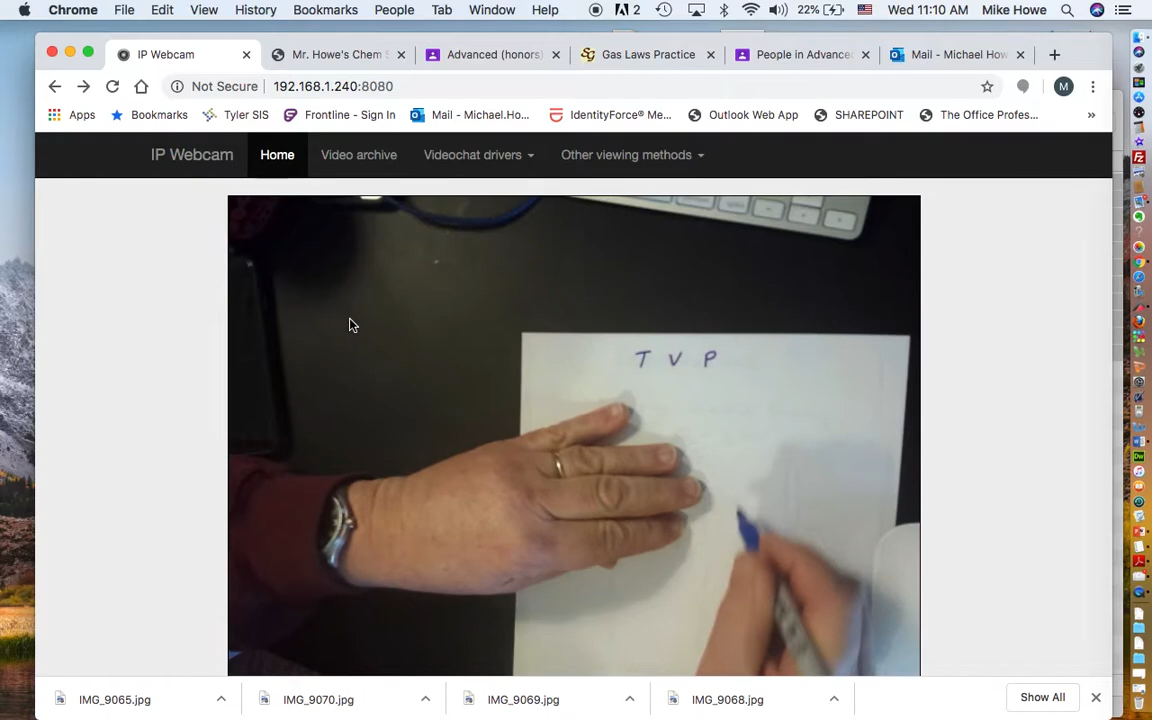 Chrome File Edit View History Bookmarks People Tab Window Help 2 22% Wed 11:10 AM Mike Howe
IP Webcam Mr. Howe's Chem S Advanced (honors) Gas Laws Practice People in Advance Mail - Michael How
Not Secure 192.168.1.240:8080 M
Apps Bookmarks Tyler SIS Frontline - Sign In Mail - Michael.Ho... IdentityForce® Me... Outlook Web App SHAREPOINT The Office Profes... »
IP Webcam Home Video archive Videochat drivers Other viewing methods
T V P
IMG_9065.jpg IMG_9070.jpg IMG_9069.jpg IMG_9068.jpg Show All